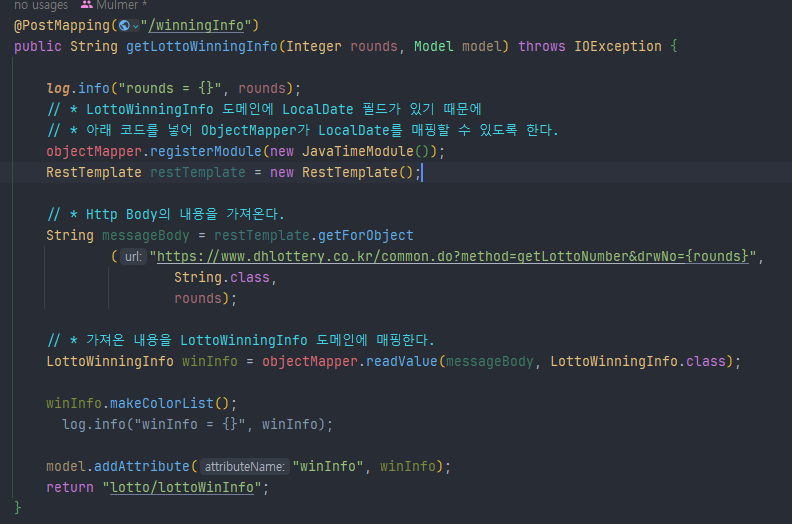 no usages Mulmer *
@PostMapping("/winningInfo")
public String getLottoWinningInfo(Integer rounds, Model model) throws IOException {
log.info("rounds = {}", rounds);
// * LottoWinningInfo 도메인에 LocalDate 필드가 있기 때문에
// * 아래 코드를 넣어 ObjectMapper가 LocalDate를 매핑할 수 있도록 한다.
objectMapper.registerModule(new JavaTimeModule());
RestTemplate restTemplate = new RestTemplate();
// * Http Body의 내용을 가져온다.
String messageBody = restTemplate.getForObject
( url: "https://www.dhlottery.co.kr/common.do?method=getLottoNumber&drwNo={rounds}",
String.class,
rounds);
// * 가져온 내용을 LottoWinningInfo 도메인에 매핑한다.
LottoWinningInfo winInfo = objectMapper.readValue(messageBody, LottoWinningInfo.class);
winInfo.makeColorList();
log.info("winInfo = {}", winInfo);
model.addAttribute( attributeName: "winInfo", winInfo);
return "lotto/lottoWinInfo";
}